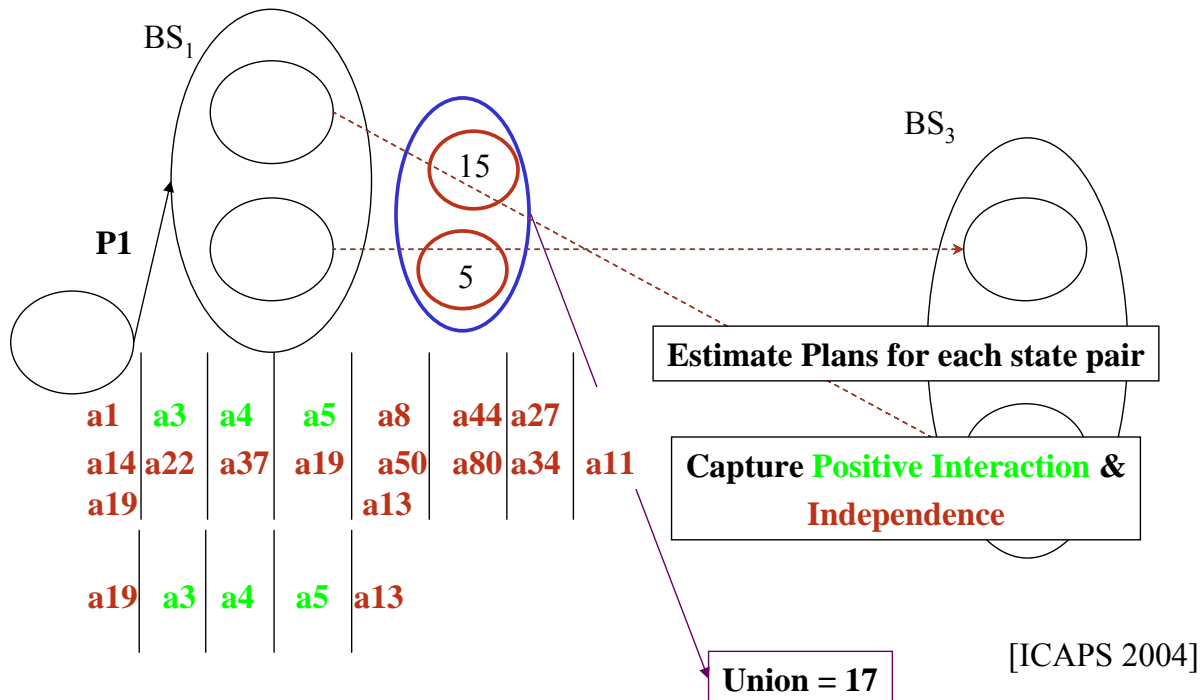 BS₁
15
BS₃
P1
5
Estimate Plans for each state pair
a1 a3 a4 a5 a8 a44 a27
a14 a22 a37 a19 a50 a80 a34 a11
a19 a13
Capture Positive Interaction &
Independence
a19 a3 a4 a5 a13
[ICAPS 2004]
Union = 17